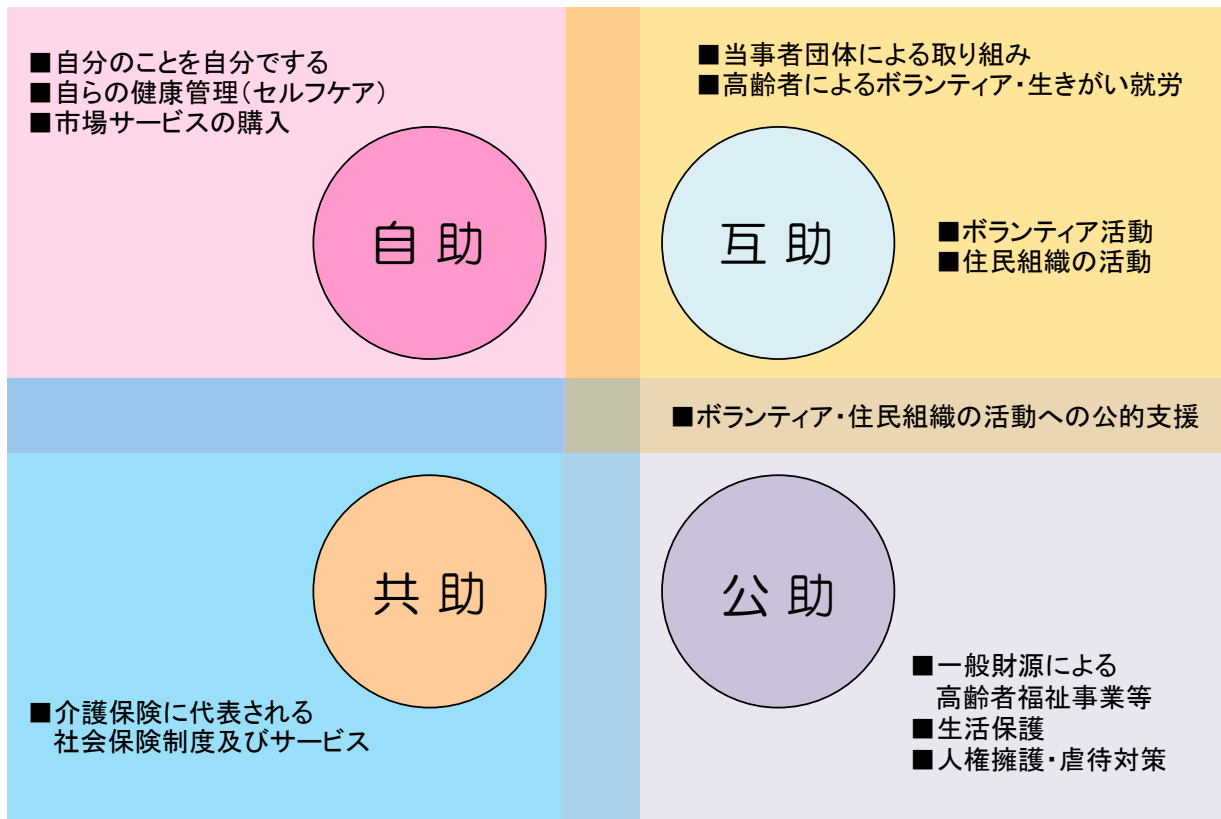 ■自分のことを自分でする
■自らの健康管理(セルフケア)
■市場サービスの購入
自助
■当事者団体による取り組み
■高齢者によるボランティア・生きがい就労
互助
■ボランティア活動
■住民組織の活動
■ボランティア・住民組織の活動への公的支援
共助
■介護保険に代表される
社会保険制度及びサービス
公助
■一般財源による
高齢者福祉事業等
■生活保護
■人権擁護・虐待対策